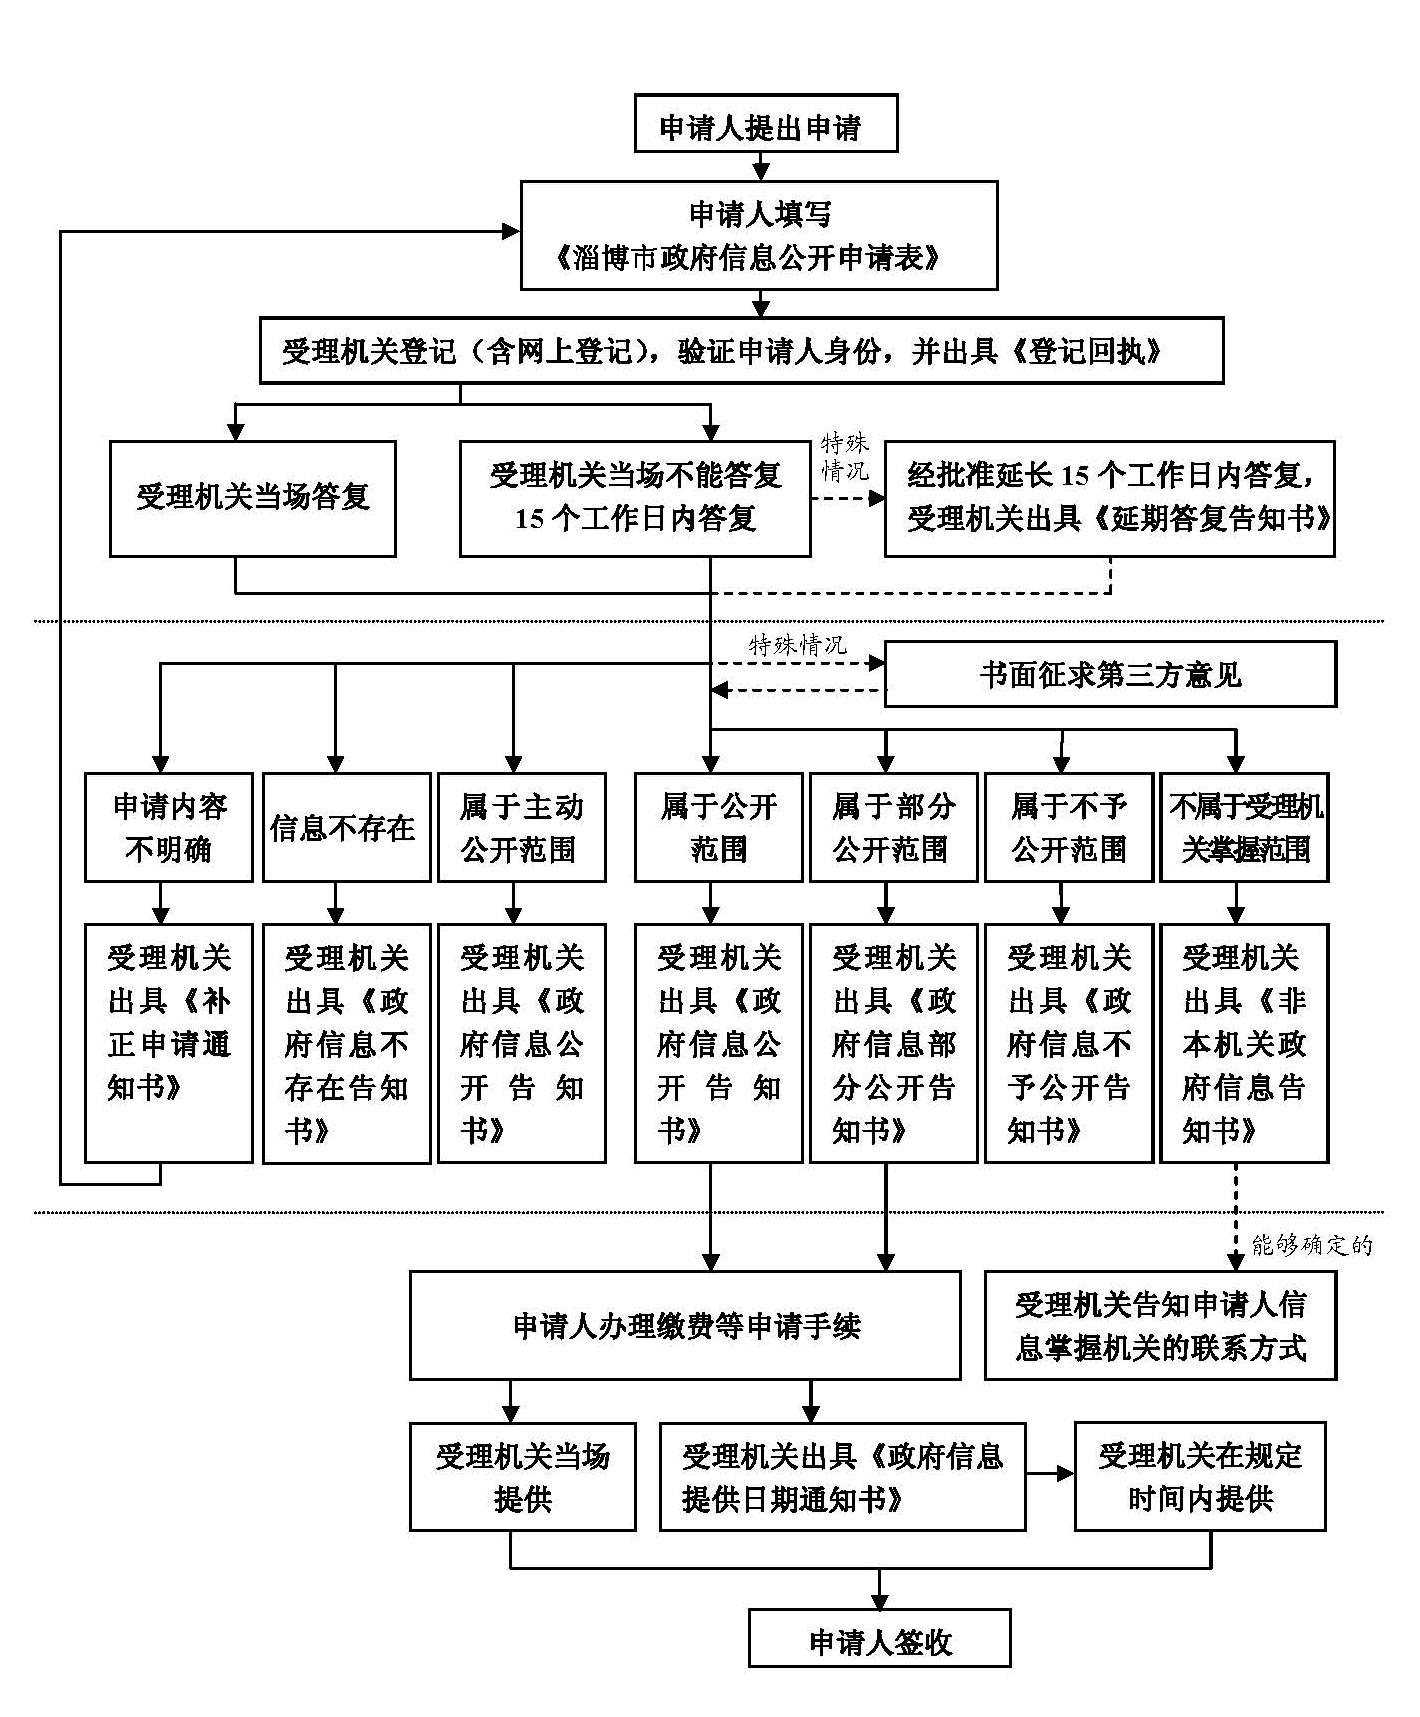 申请人提出申请
申请人填写
《淄博市政府信息公开申请表》
受理机关登记（含网上登记），验证申请人身份，并出具《登记回执》
受理机关当场答复
受理机关当场不能答复
15个工作日内答复
特殊
情况
经批准延长15个工作日内答复，
受理机关出具《延期答复告知书》
特殊情况
书面征求第三方意见
申请内容
不明确
信息不存在
属于主动
公开范围
属于公开
范围
属于部分
公开范围
属于不予
公开范围
不属于受理机
关掌握范围
受理机关
出具《补
正申请通
知书》
受理机关
出具《政
府信息不
存在告知
书》
受理机关
出具《政
府信息公
开告知
书》
受理机关
出具《政
府信息公
开告知
书》
受理机关
出具《政
府信息部
分公开告
知书》
受理机关
出具《政
府信息不
予公开告
知书》
受理机关
出具《非
本机关政
府信息告
知书》
能够确定的
申请人办理缴费等申请手续
受理机关告知申请人信
息掌握机关的联系方式
受理机关当场
提供
受理机关出具《政府信息
提供日期通知书》
受理机关在规定
时间内提供
申请人签收